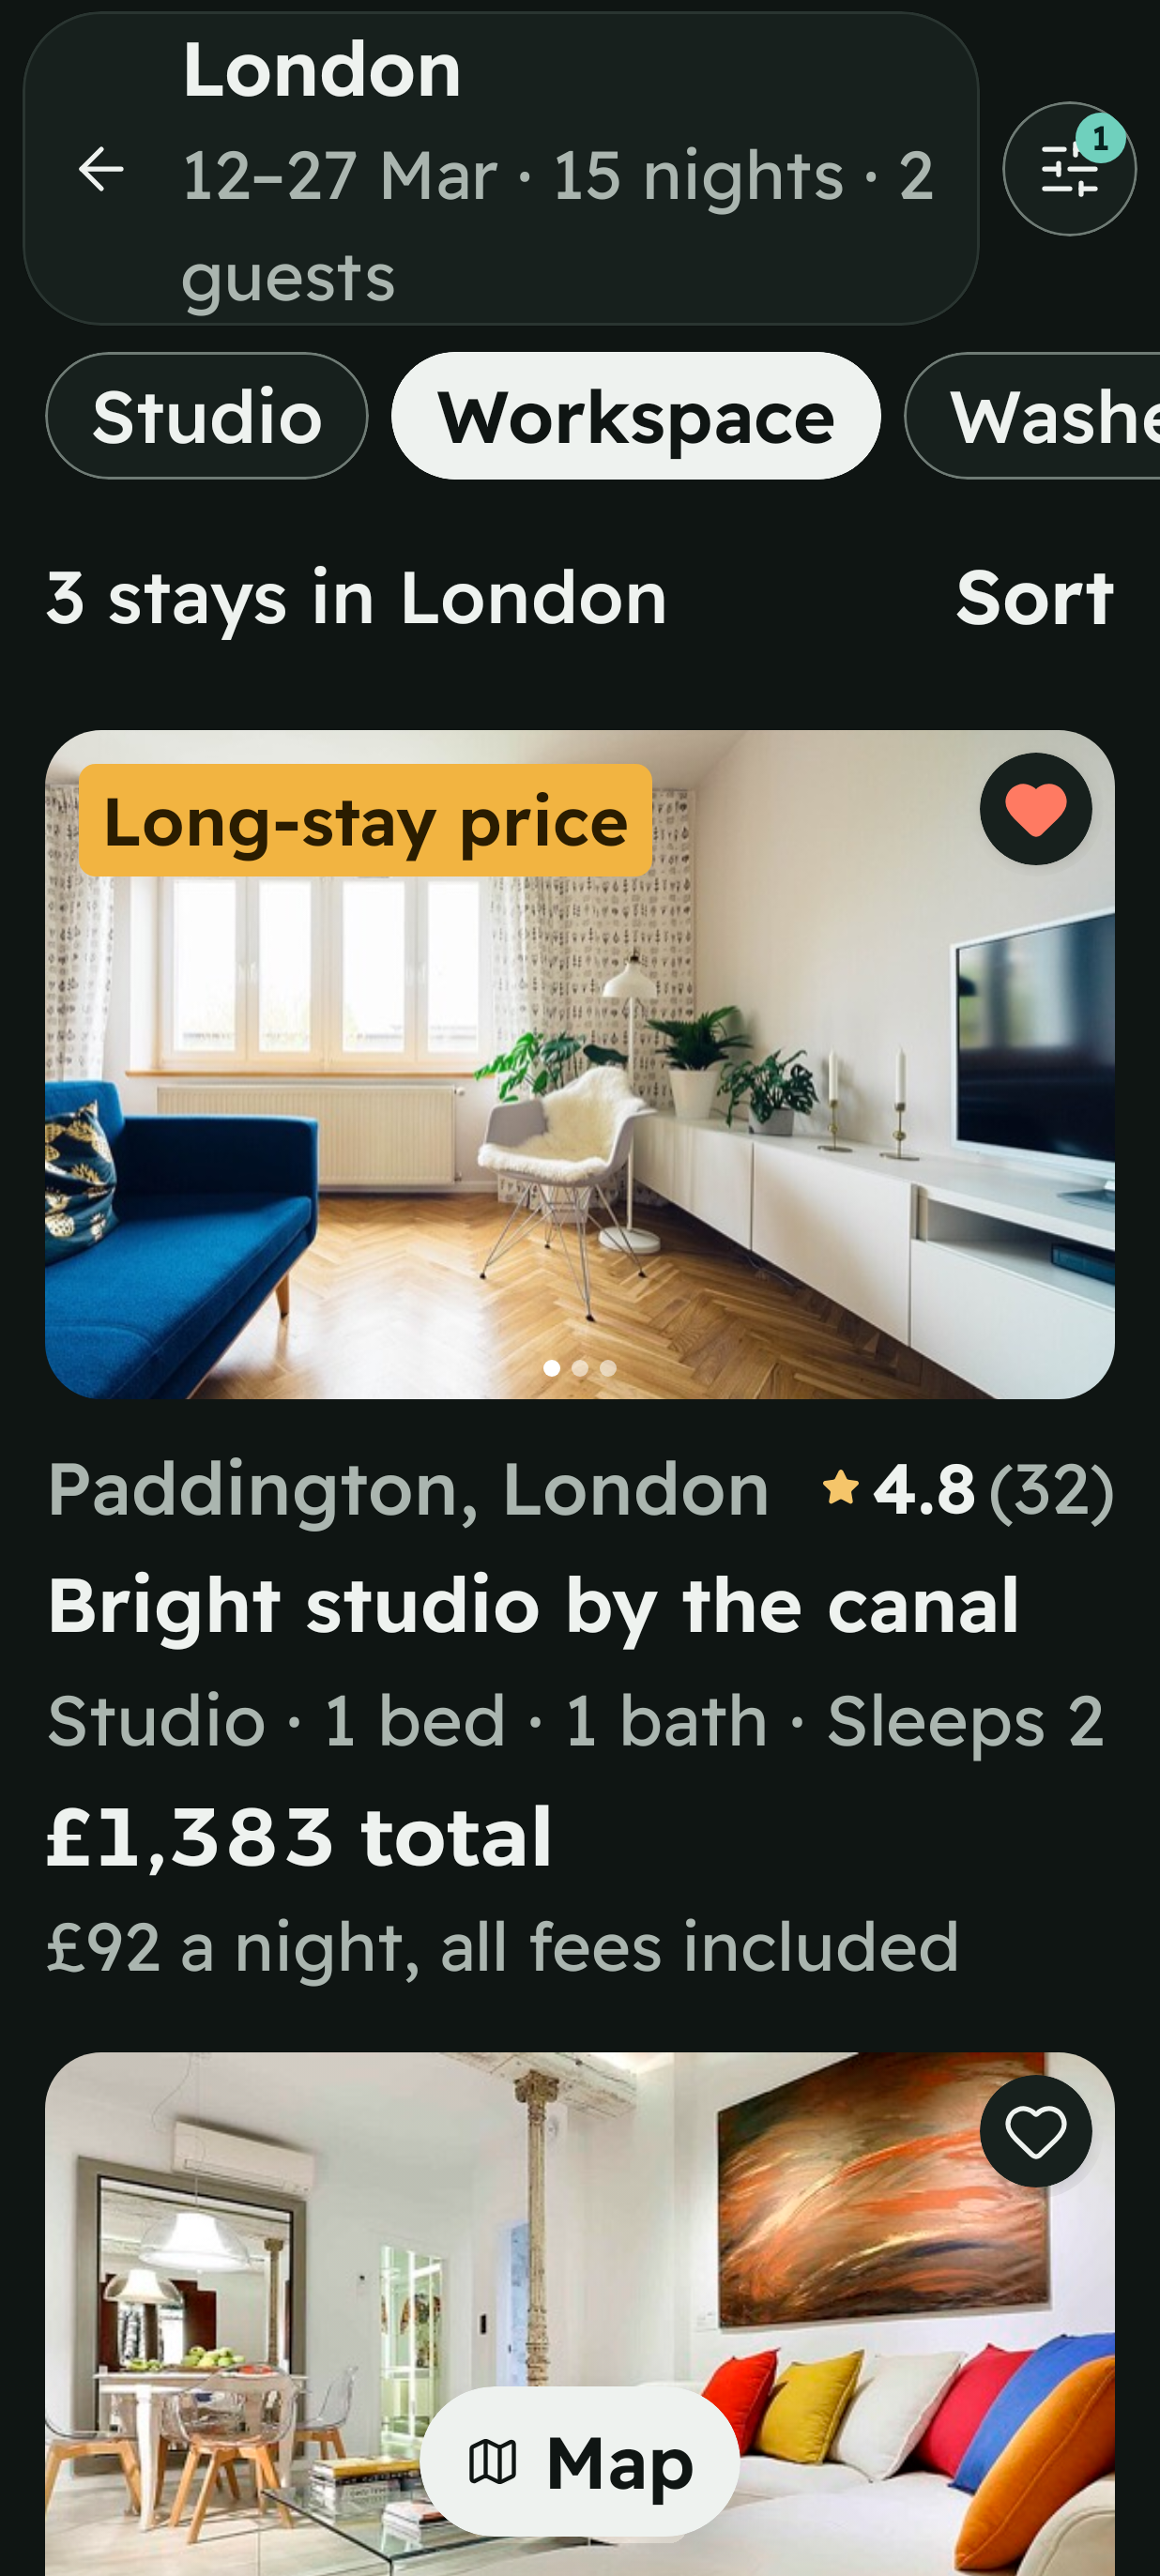 London
12–27 Mar · 15 nights · 2
guests
1
Studio
Workspace
Washe
3 stays in London
Sort
Long-stay price
Paddington, London
4.8 (32)
Bright studio by the canal
Studio · 1 bed · 1 bath · Sleeps 2
£1,383 total
£92 a night, all fees included
Map